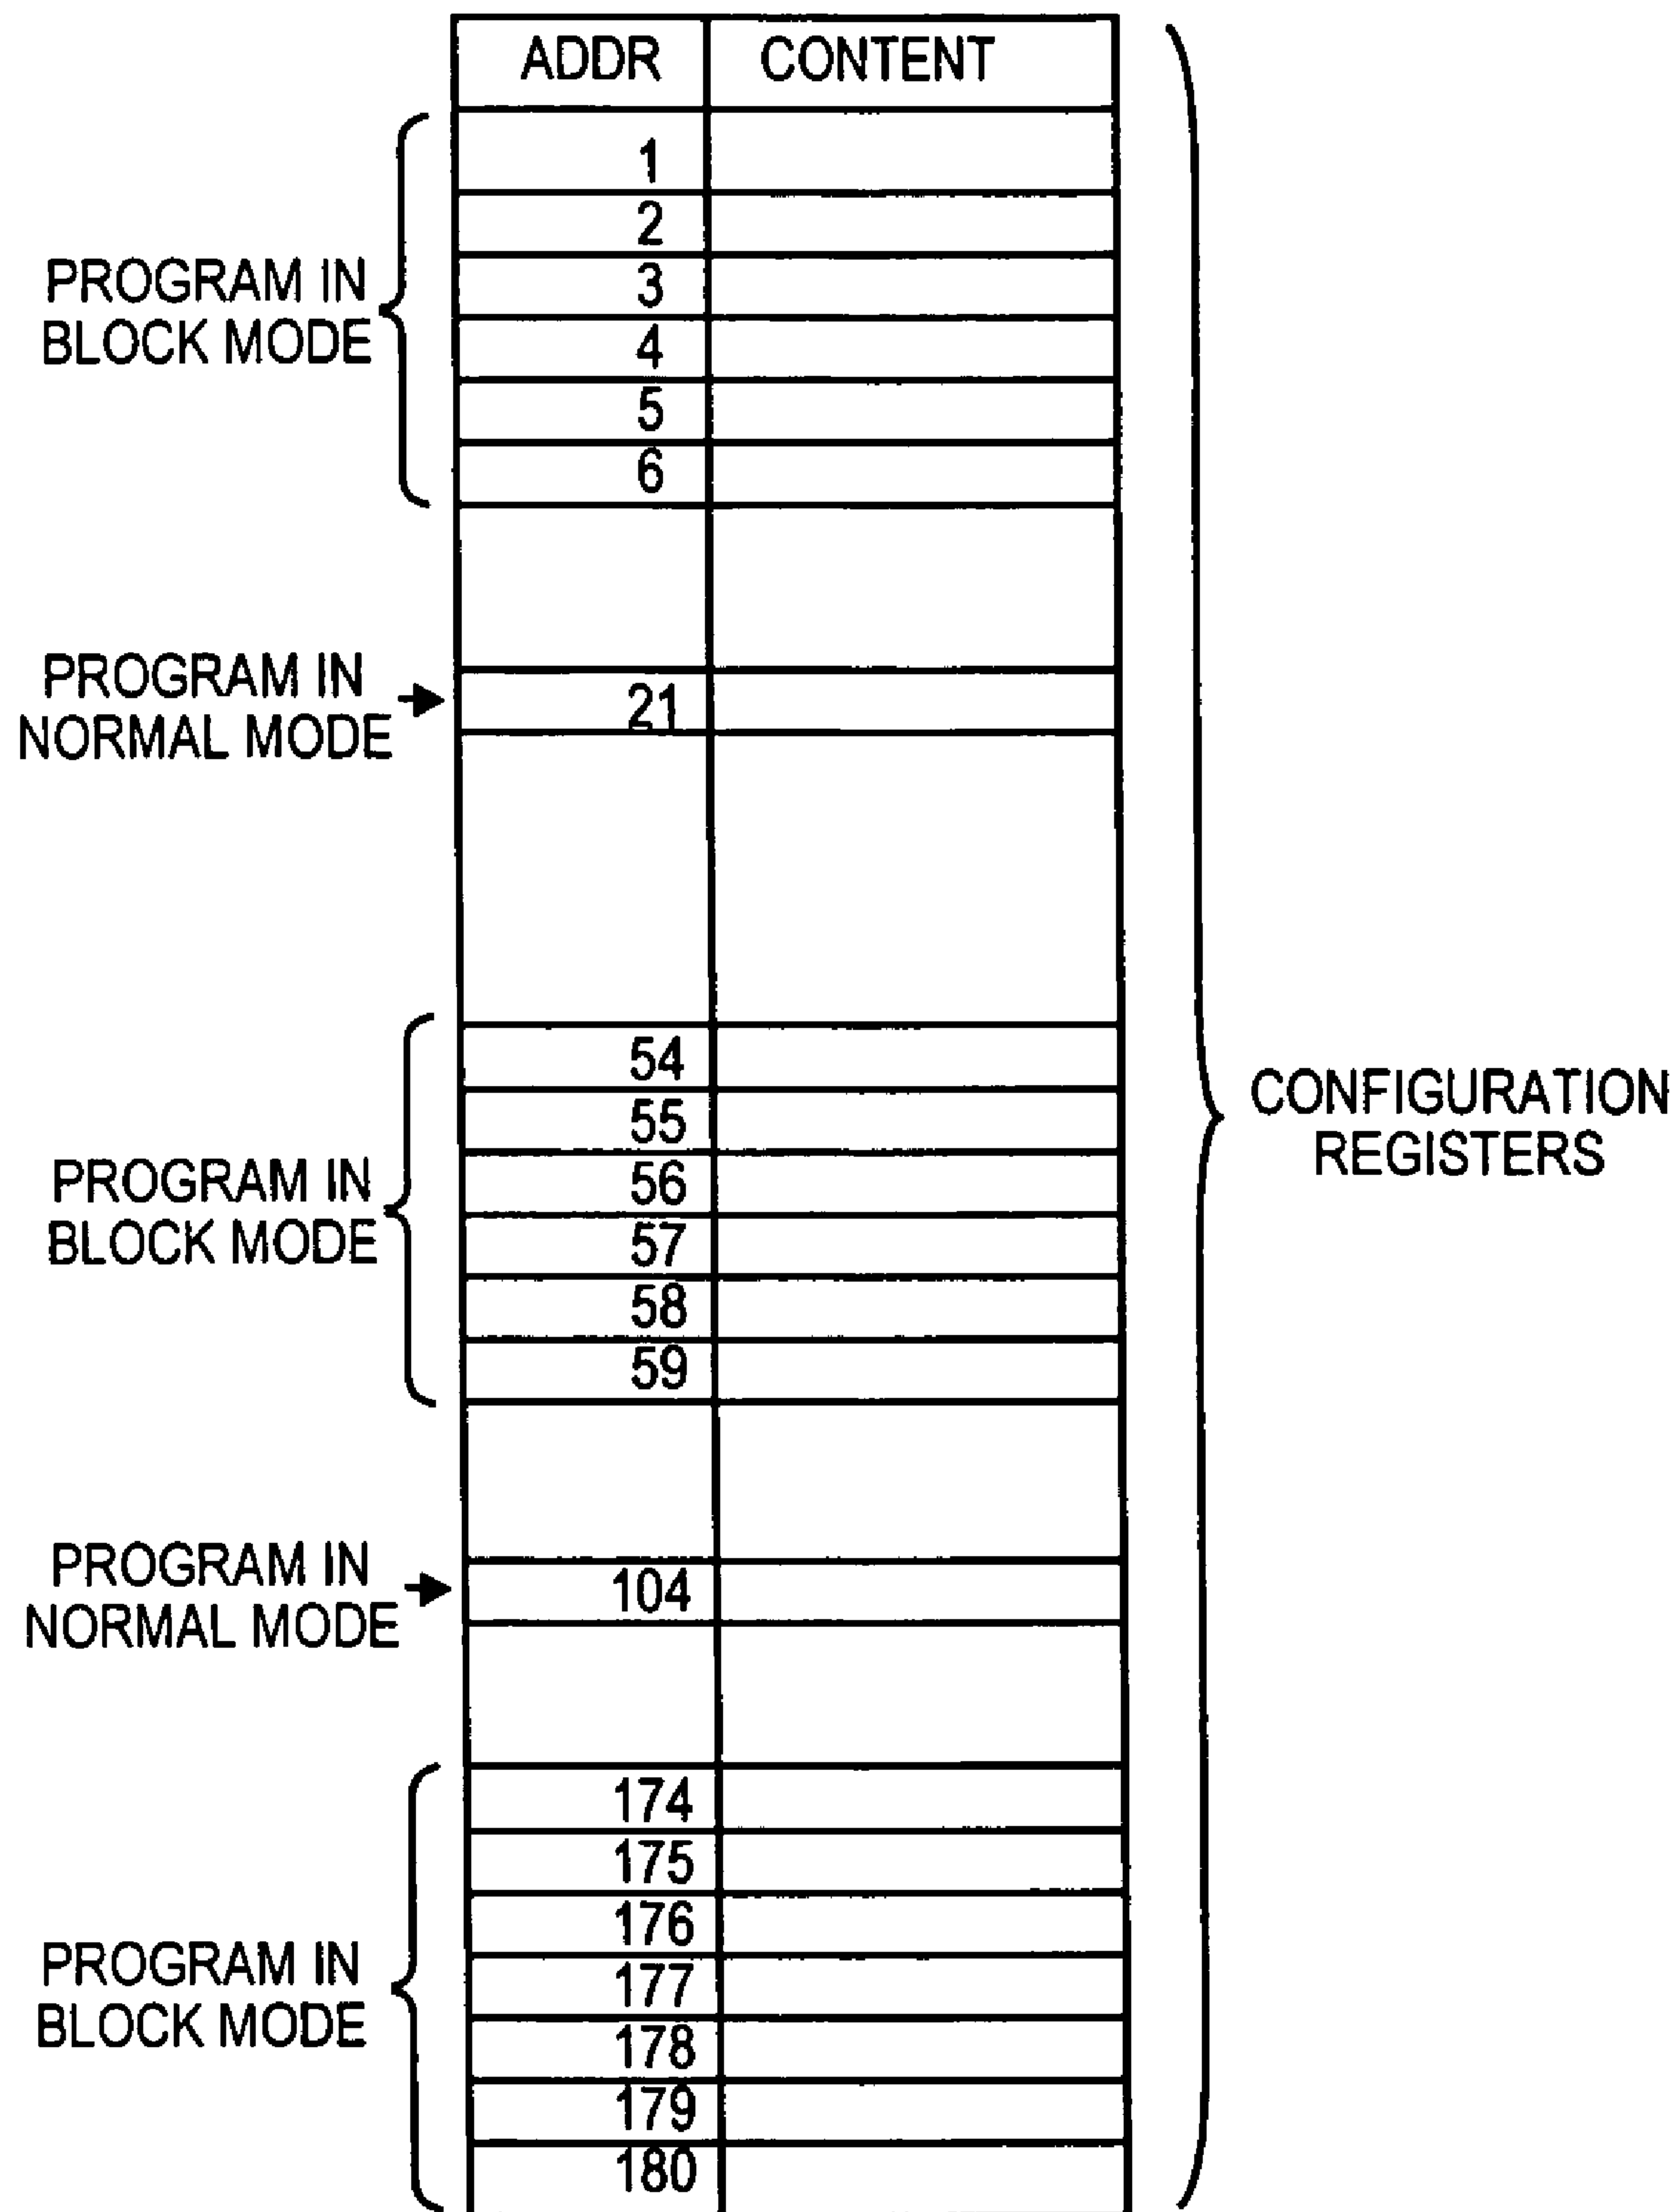 ADDR CONTENT
1
2
3
4
5
6
PROGRAM IN
BLOCK MODE
PROGRAM IN
NORMAL MODE
21
54
55
56
57
58
59
PROGRAM IN
BLOCK MODE
CONFIGURATION
REGISTERS
PROGRAM IN
NORMAL MODE
104
174
175
176
177
178
179
180
PROGRAM IN
BLOCK MODE